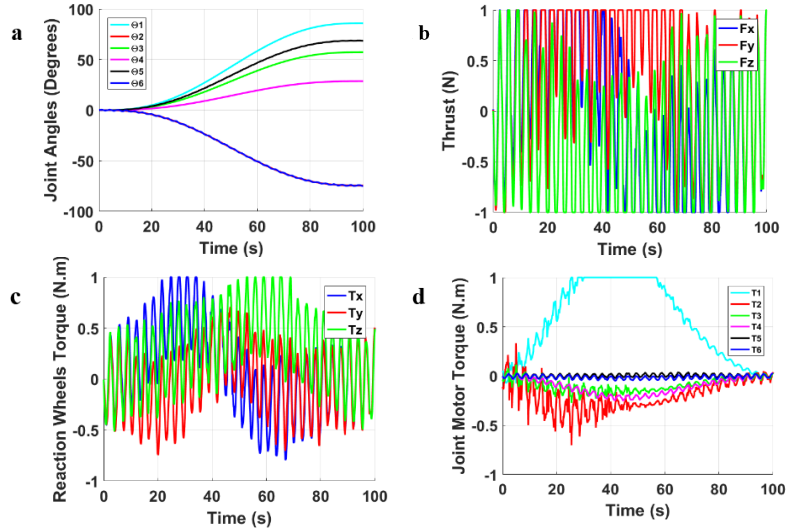 a
100
50
0
-50
-100
Joint Angles (Degrees)
Θ1
Θ2
Θ3
Θ4
Θ5
Θ6
0 20 40 60 80 100
Time (s)
b
1
0.5
0
-0.5
-1
Thrust (N)
Fx
Fy
Fz
0 20 40 60 80 100
Time (s)
c
1
0.5
0
-0.5
-1
Reaction Wheels Torque (N.m)
Tx
Ty
Tz
0 20 40 60 80 100
Time (s)
d
1
0.5
0
-0.5
-1
Joint Motor Torque (N.m)
T1
T2
T3
T4
T5
T6
0 20 40 60 80 100
Time (s)